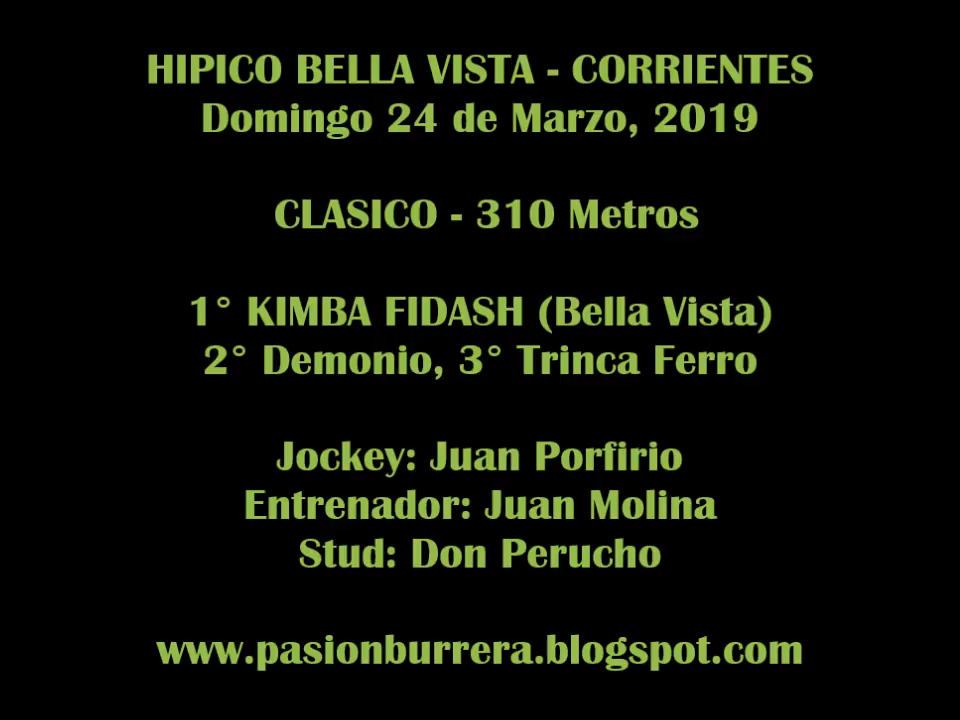 HIPICO BELLA VISTA - CORRIENTES
Domingo 24 de Marzo, 2019
CLASICO - 310 Metros
1° KIMBA FIDASH (Bella Vista)
2° Demonio, 3° Trinca Ferro
Jockey: Juan Porfirio
Entrenador: Juan Molina
Stud: Don Perucho
www.pasionburrera.blogspot.com